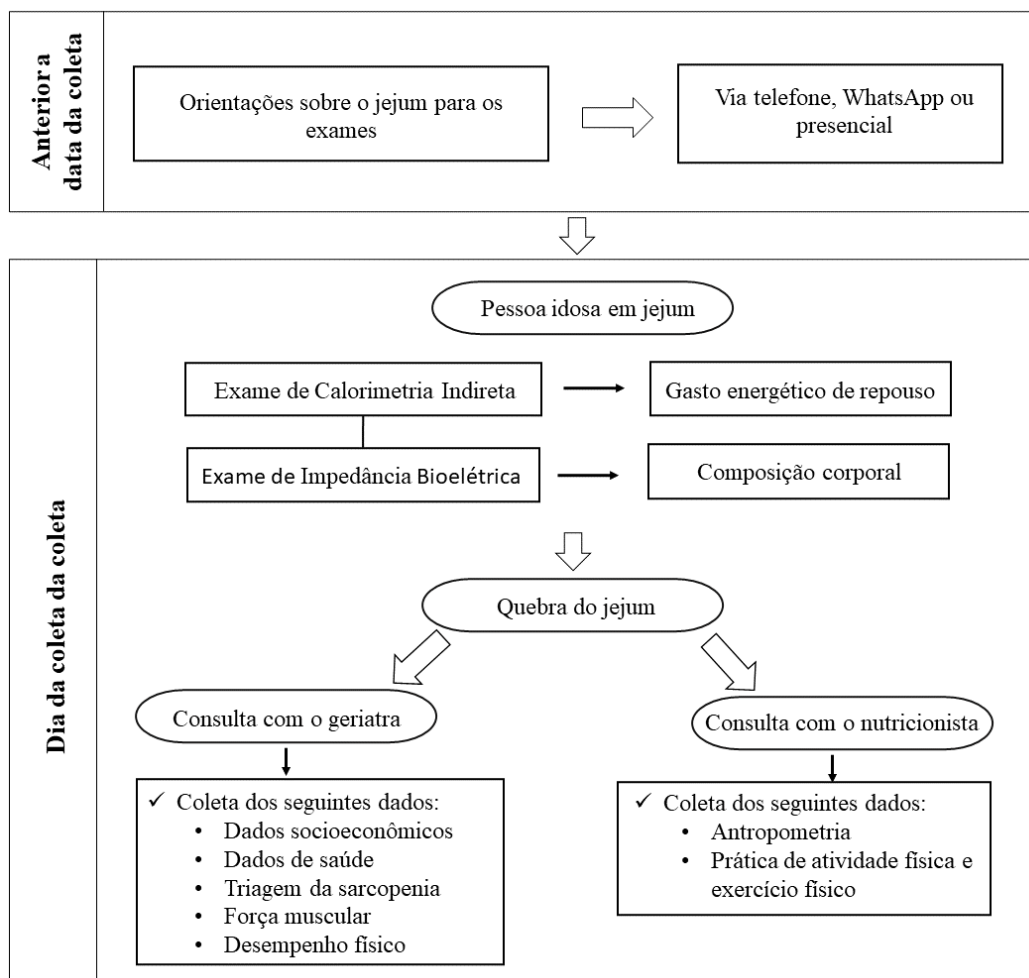 Anterior a
data da coleta
Orientações sobre o jejum para os
exames
Via telefone, WhatsApp ou
presencial
Dia da coleta da coleta
Pessoa idosa em jejum
Exame de Calorimetria Indireta
Gasto energético de repouso
Exame de Impedância Bioelétrica
Composição corporal
Quebra do jejum
Consulta com o geriatra
✓ Coleta dos seguintes dados:
• Dados socioeconômicos
• Dados de saúde
• Triagem da sarcopenia
• Força muscular
• Desempenho físico
Consulta com o nutricionista
✓ Coleta dos seguintes dados:
• Antropometria
• Prática de atividade física e
exercício físico